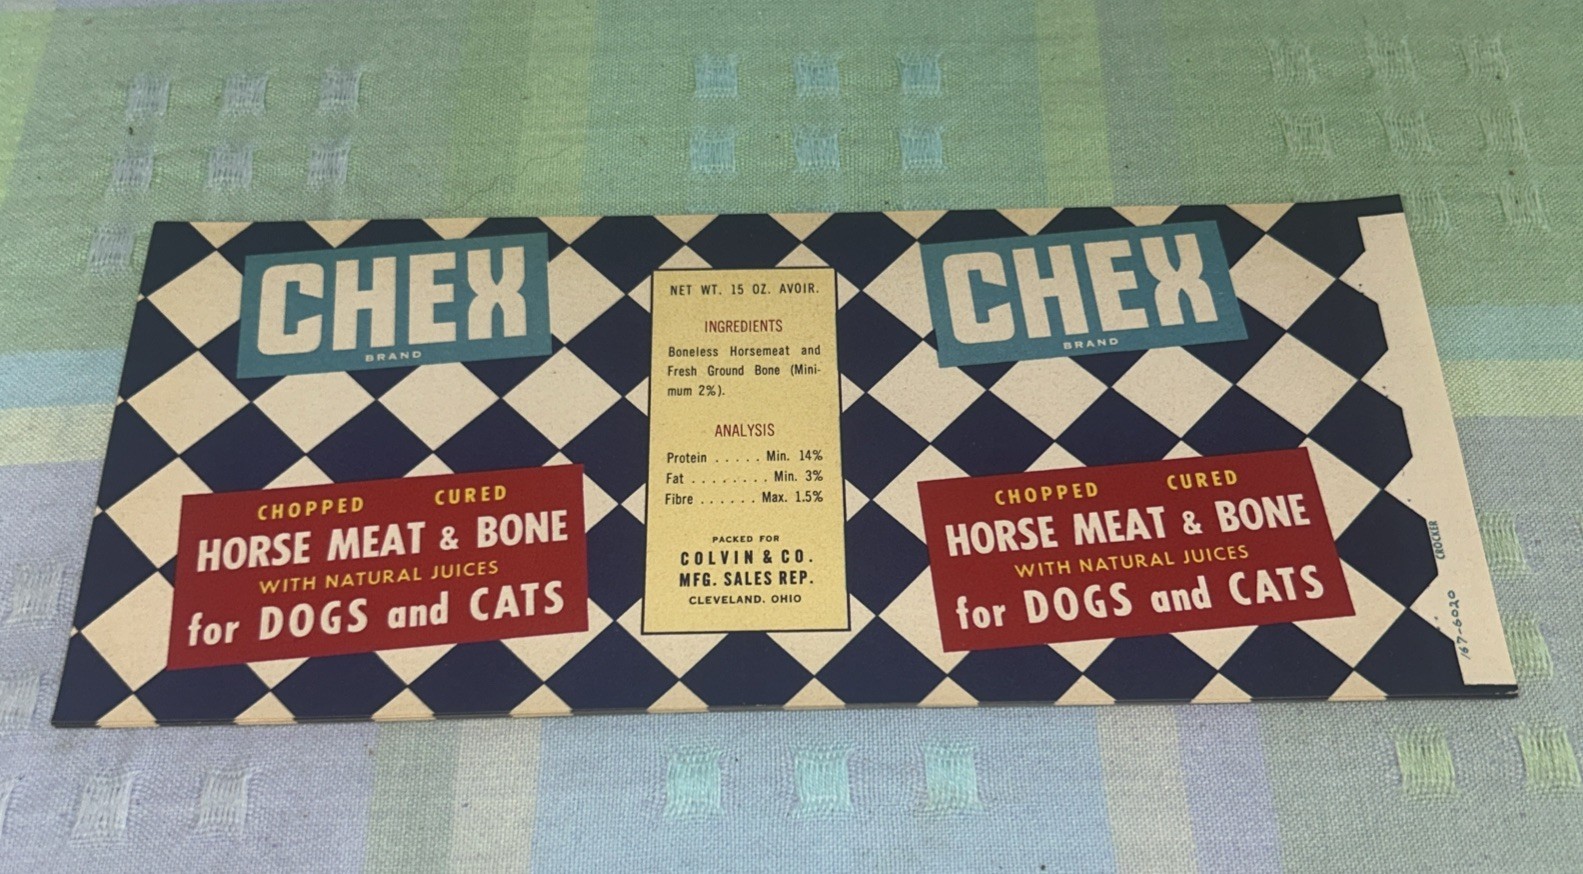 CHEX
BRAND
CHOPPED CURED
HORSE MEAT & BONE
WITH NATURAL JUICES
for DOGS and CATS
NET WT. 15 OZ. AVOIR.
INGREDIENTS
Boneless Horsemeat and
Fresh Ground Bone (Mini-
mum 2%).
ANALYSIS
Protein ..... Min. 14%
Fat ........ Min. 3%
Fibre ...... Max. 1.5%
PACKED FOR
COLVIN & CO.
MFG. SALES REP.
CLEVELAND, OHIO
CHEX
BRAND
CHOPPED CURED
HORSE MEAT & BONE
WITH NATURAL JUICES
for DOGS and CATS
CROCKER
167-6020